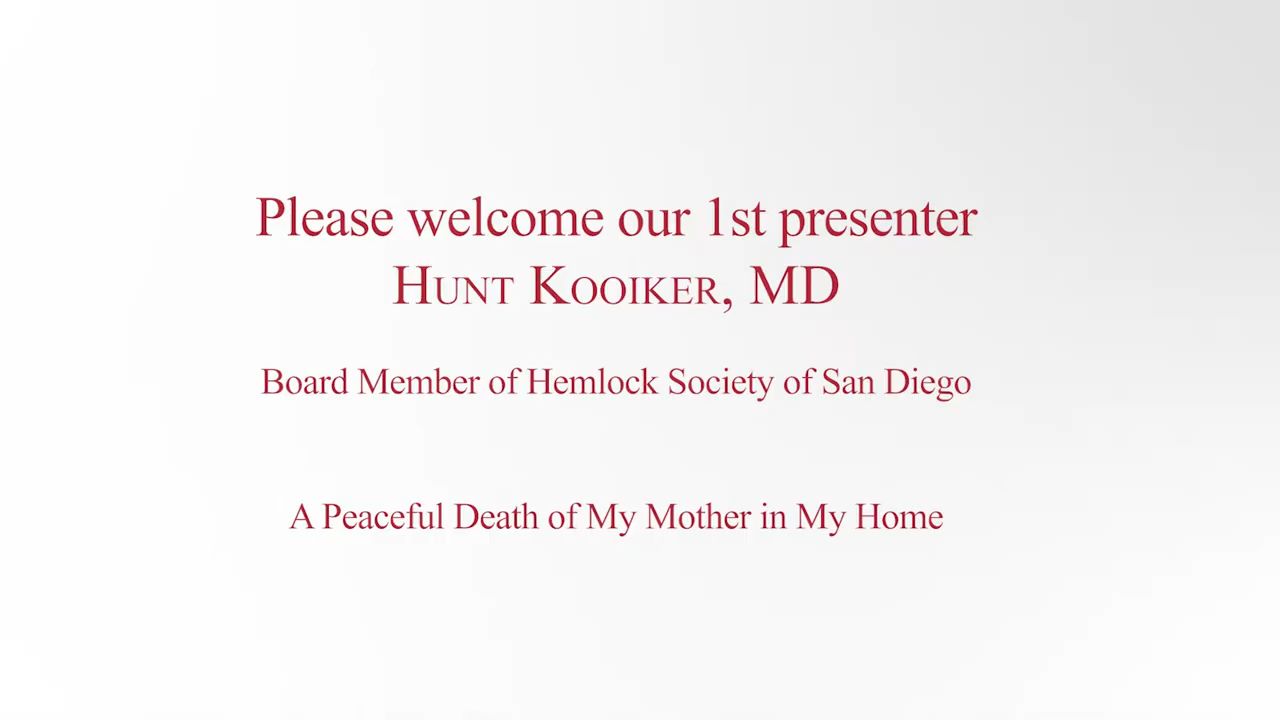 Please welcome our 1st presenter
HUNT KOOIKER, MD
Board Member of Hemlock Society of San Diego
A Peaceful Death of My Mother in My Home